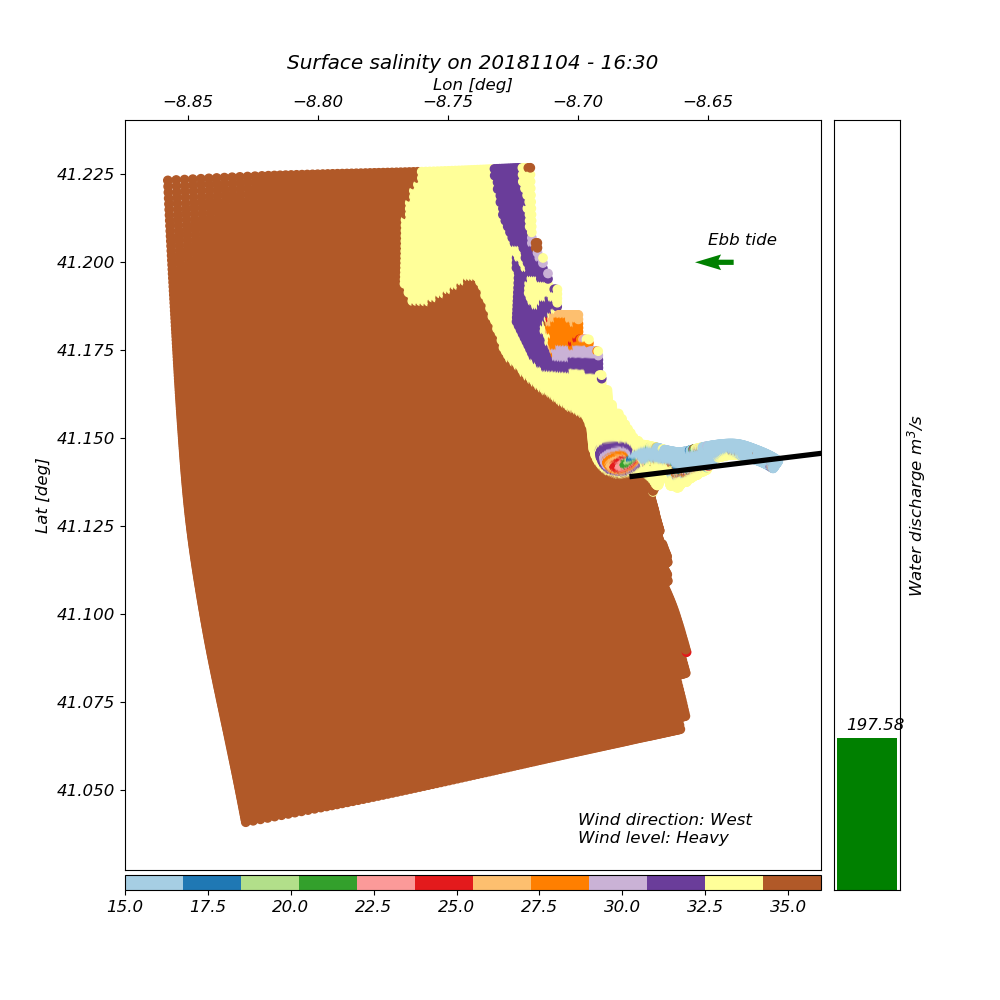 Surface salinity on 20181104 - 16:30
Lon [deg]
−8.85 −8.80 −8.75 −8.70 −8.65
41.225
41.200
41.175
41.150
41.125
41.100
41.075
41.050
Lat [deg]
Ebb tide
Wind direction: West
Wind level: Heavy
197.58
Water discharge m³/s
15.0 17.5 20.0 22.5 25.0 27.5 30.0 32.5 35.0